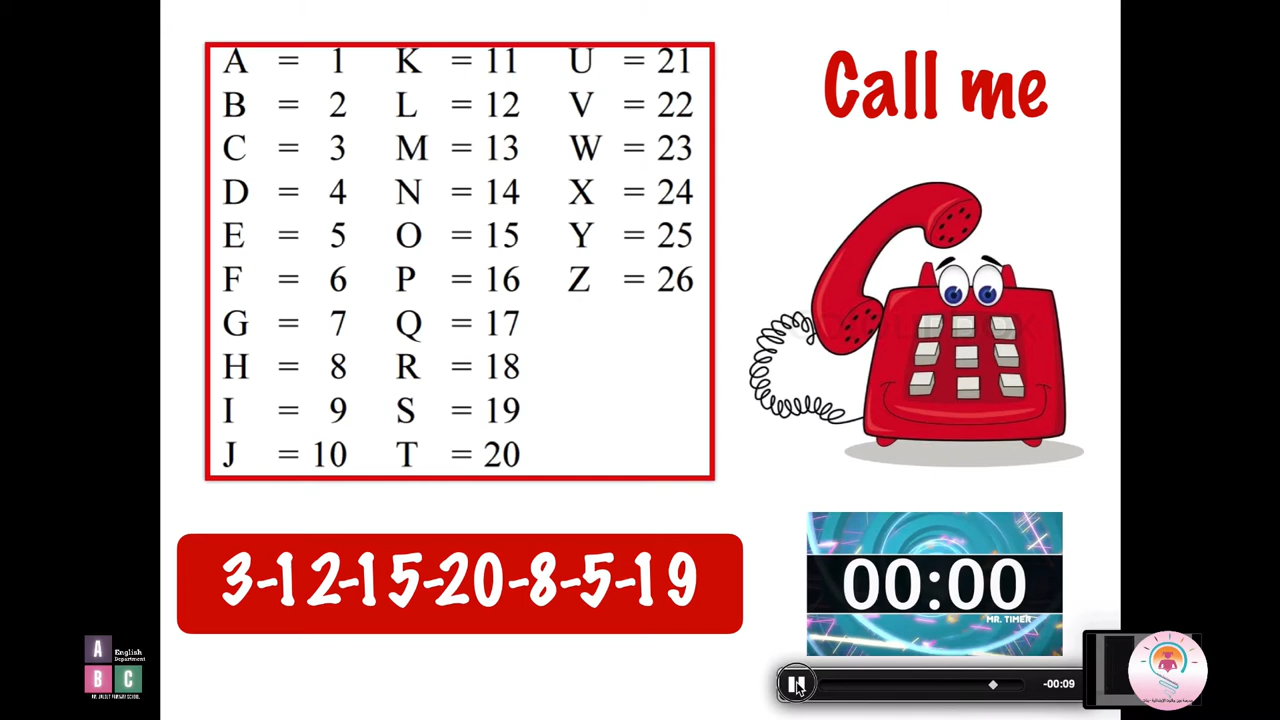 A = 1 K = 11 U = 21
B = 2 L = 12 V = 22
C = 3 M = 13 W = 23
D = 4 N = 14 X = 24
E = 5 O = 15 Y = 25
F = 6 P = 16 Z = 26
G = 7 Q = 17
H = 8 R = 18
I = 9 S = 19
J = 10 T = 20
Call me
3-12-15-20-8-5-19
00:00
MR. TIMER
-00:09
A English
Department
B C